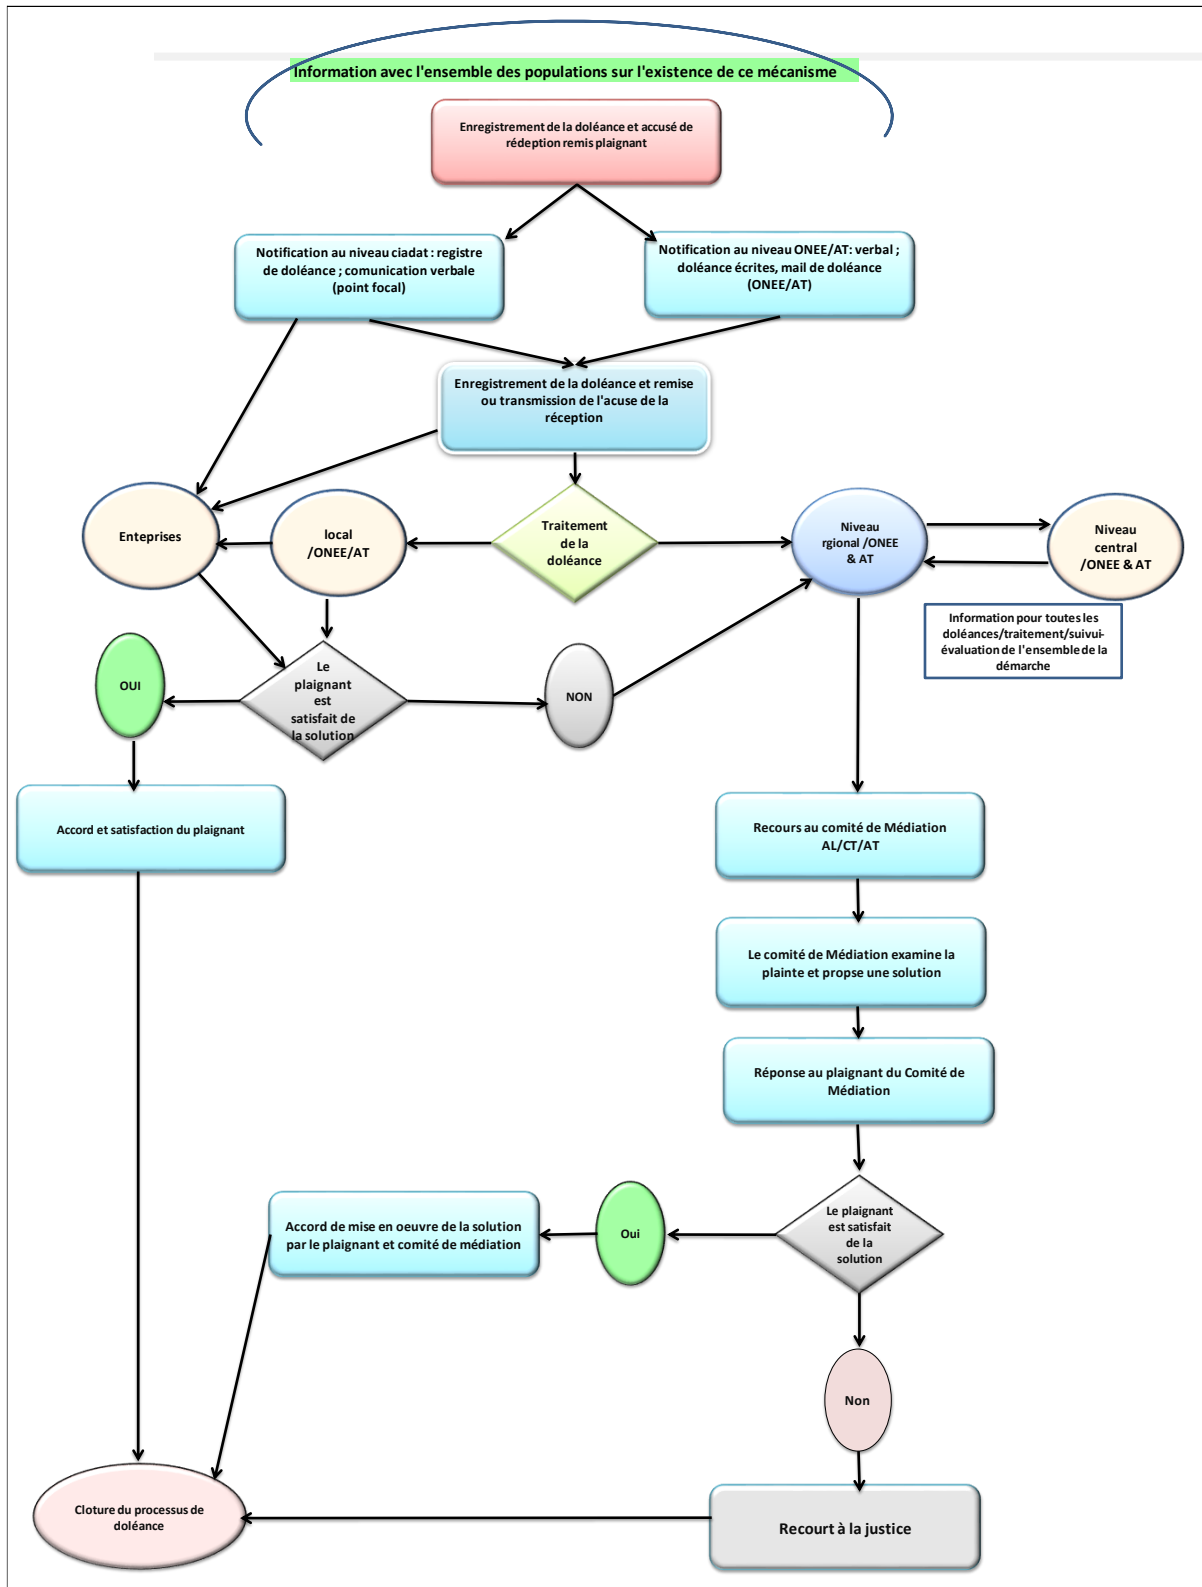 Information avec l'ensemble des populations sur l'existence de ce mécanisme
Enregistrement de la doléance et accusé de
rédeption remis plaignant
Notification au niveau ciadat : registre
de doléance ; comunication verbale
(point focal)
Notification au niveau ONEE/AT: verbal ;
doléance écrites, mail de doléance
(ONEE/AT)
Enregistrement de la doléance et remise
ou transmission de l'acuse de la
réception
Enteprises
local
/ONEE/AT
Traitement
de la
doléance
Niveau
rgional /ONEE
& AT
Niveau
central
/ONEE & AT
Information pour toutes les
doléances/traitement/suivui-
évaluation de l'ensemble de la
démarche
OUI
Le
plaignant
est
satisfait de
la solution
NON
Accord et satisfaction du plaignant
Recours au comité de Médiation
AL/CT/AT
Le comité de Médiation examine la
plainte et propse une solution
Réponse au plaignant du Comité de
Médiation
Accord de mise en oeuvre de la solution
par le plaignant et comité de médiation
Oui
Le plaignant
est satisfait
de la
solution
Non
Cloture du processus de
doléance
Recourt à la justice